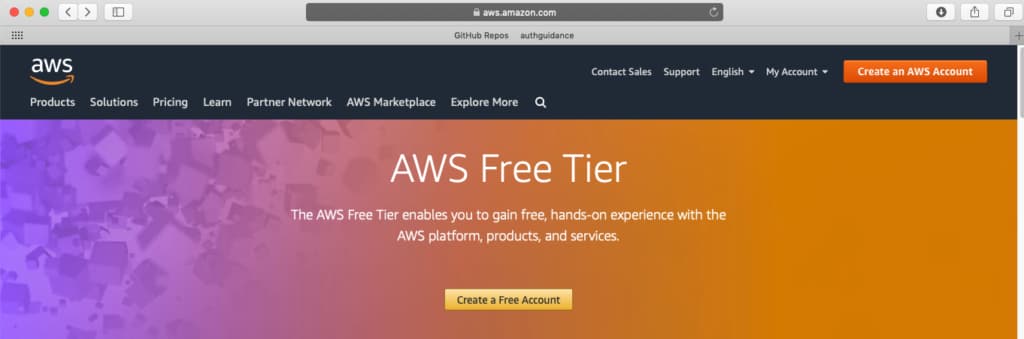 aws.amazon.com
GitHub Repos authguidance
aws
Contact Sales Support English My Account Create an AWS Account
Products Solutions Pricing Learn Partner Network AWS Marketplace Explore More
AWS Free Tier
The AWS Free Tier enables you to gain free, hands-on experience with the
AWS platform, products, and services.
Create a Free Account